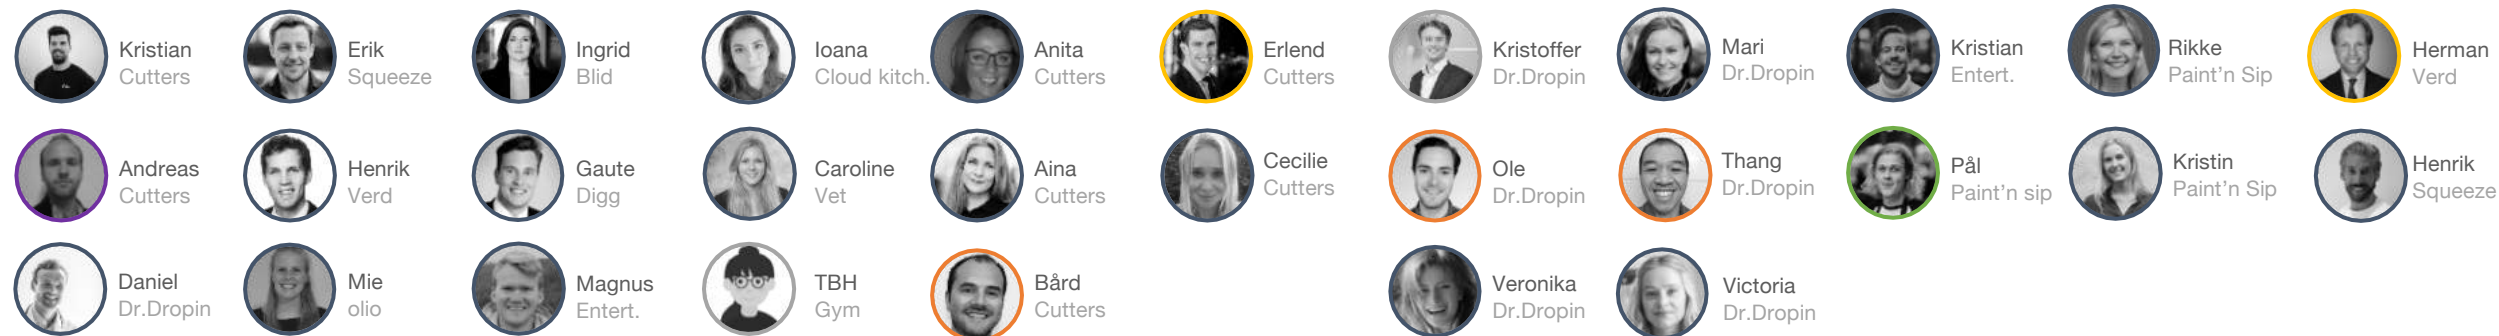 Kristian
Cutters
Erik
Squeeze
Ingrid
Blid
Ioana
Cloud kitch.
Anita
Cutters
Erlend
Cutters
Kristoffer
Dr.Dropin
Mari
Dr.Dropin
Kristian
Entert.
Rikke
Paint'n Sip
Herman
Verd
Andreas
Cutters
Henrik
Verd
Gaute
Digg
Caroline
Vet
Aina
Cutters
Cecilie
Cutters
Ole
Dr.Dropin
Thang
Dr.Dropin
Pål
Paint'n sip
Kristin
Paint'n Sip
Henrik
Squeeze
Daniel
Dr.Dropin
Mie
olio
Magnus
Entert.
TBH
Gym
Bård
Cutters
Veronika
Dr.Dropin
Victoria
Dr.Dropin